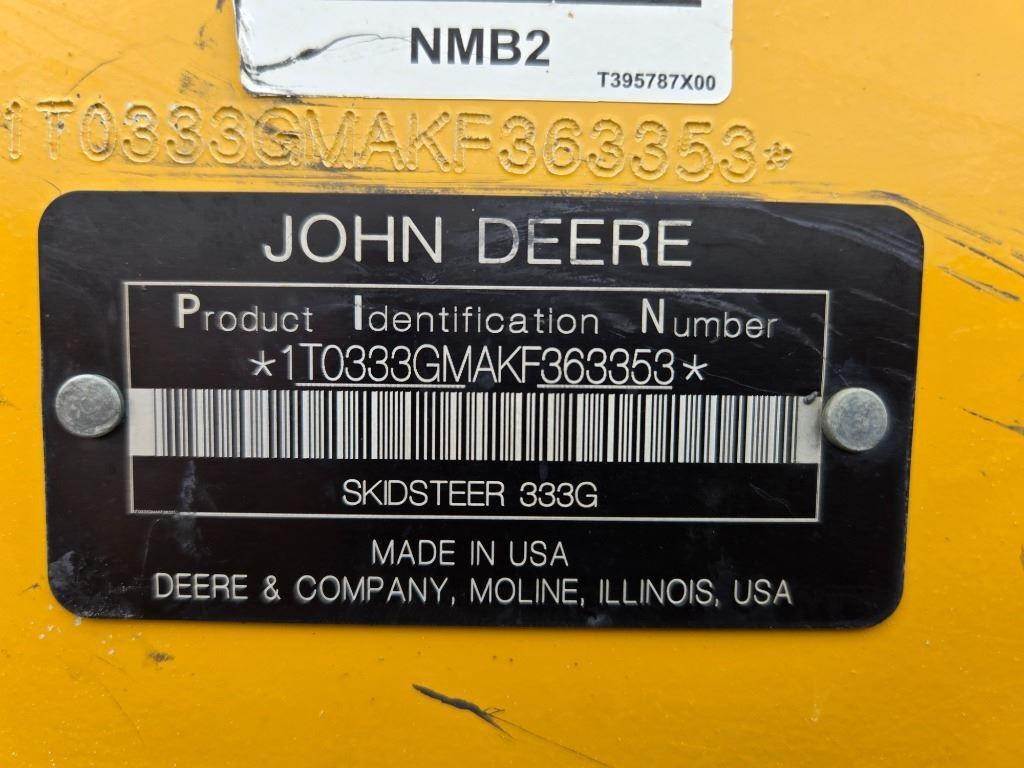 NMB2
T395787X00
1T0333GMAKF363353*
JOHN DEERE
Product Identification Number
*1T0333GMAKF363353*
SKIDSTEER 333G
MADE IN USA
DEERE & COMPANY, MOLINE, ILLINOIS, USA